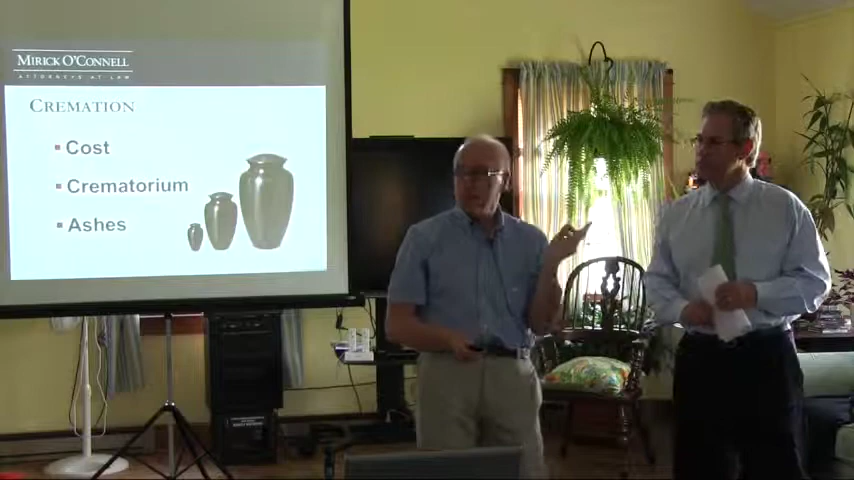 MIRICK O'CONNELL
ATTORNEYS AT LAW
CREMATION
▪ Cost
▪ Crematorium
▪ Ashes